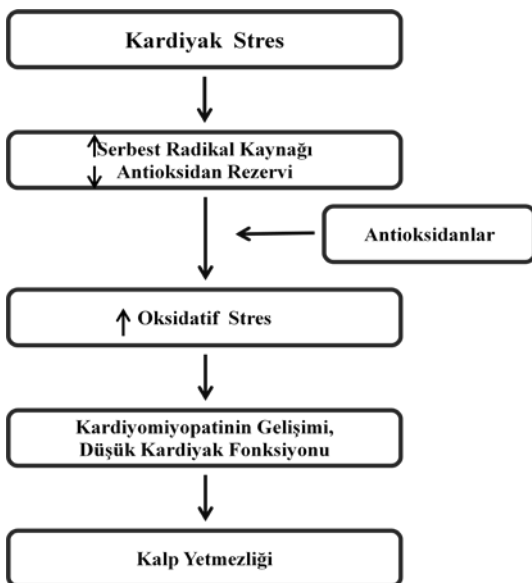 Kardiyak Stres
Serbest Radikal Kaynağı
Antioksidan Rezervi
Antioksidanlar
Oksidatif Stres
Kardiyomiyopatinin Gelişimi,
Düşük Kardiyak Fonksiyonu
Kalp Yetmezliği